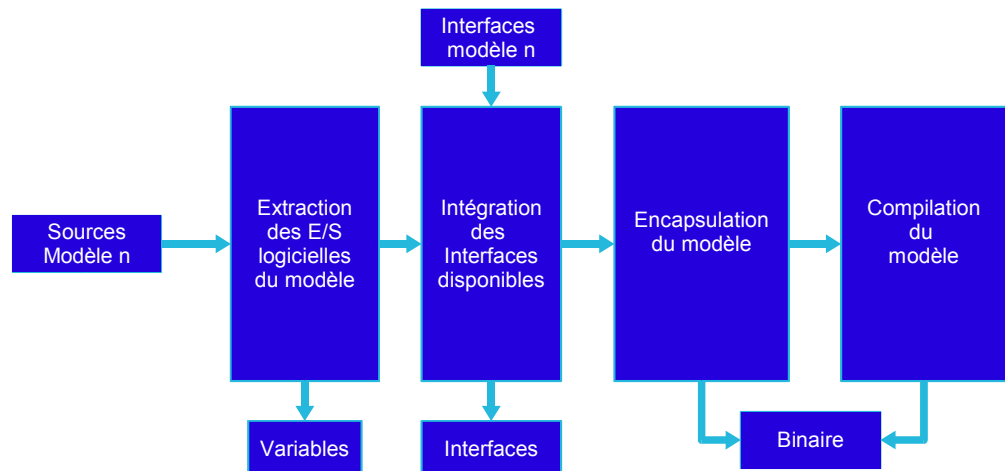 Interfaces
modèle n
Sources
Modèle n
Extraction
des E/S
logicielles
du modèle
Intégration
des
Interfaces
disponibles
Encapsulation
du modèle
Compilation
du
modèle
Variables
Interfaces
Binaire